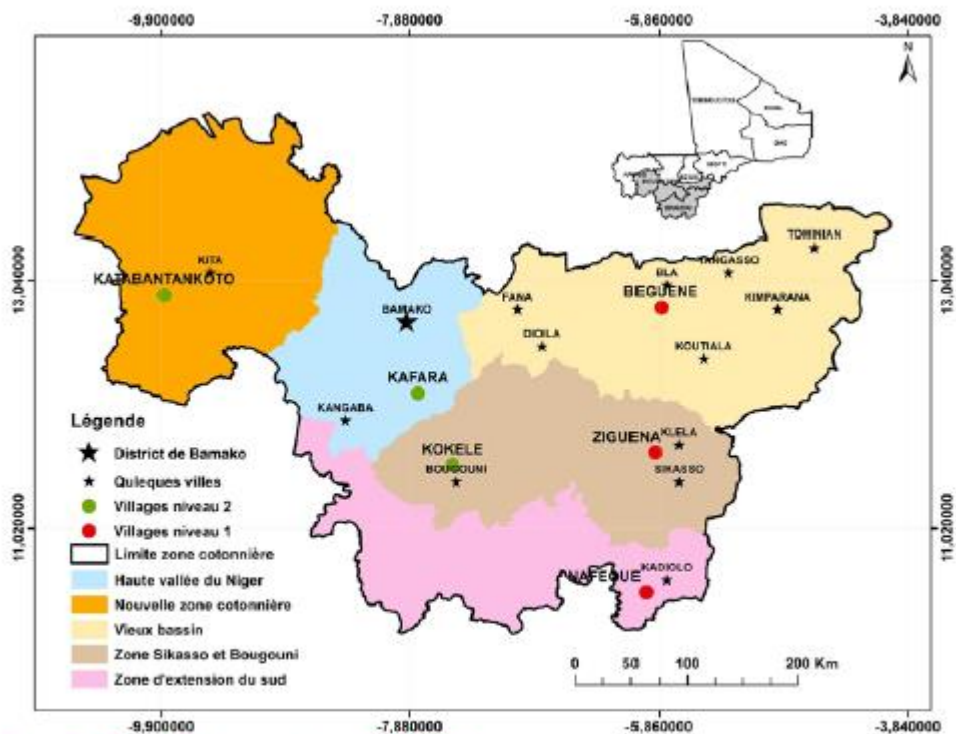 -9,900000 -7,880000 -5,860000 -3,840000
N
TOMINIAN
KITA
KATABANTANKOTO
YANGASSO
BLA
BEGUENE
KIMPARANA
FANA
BAMAKO
DIOILA
KOUTIALA
KAFARA
KANGABA
KOKELE
BOUGOUNI
ZIGUENA
KLELA
SIKASSO
KADIOLO
NAFEQUE
13,040000
13,040000
11,020000
11,020000
Légende
District de Bamako
Quleques villes
Villages niveau 2
Villages niveau 1
Limite zone cotonnière
Haute vallée du Niger
Nouvelle zone cotonnière
Vieux bassin
Zone Sikasso et Bougouni
Zone d'extension du sud
0 50 100 200 Km
-9,900000 -7,880000 -5,860000 -3,840000